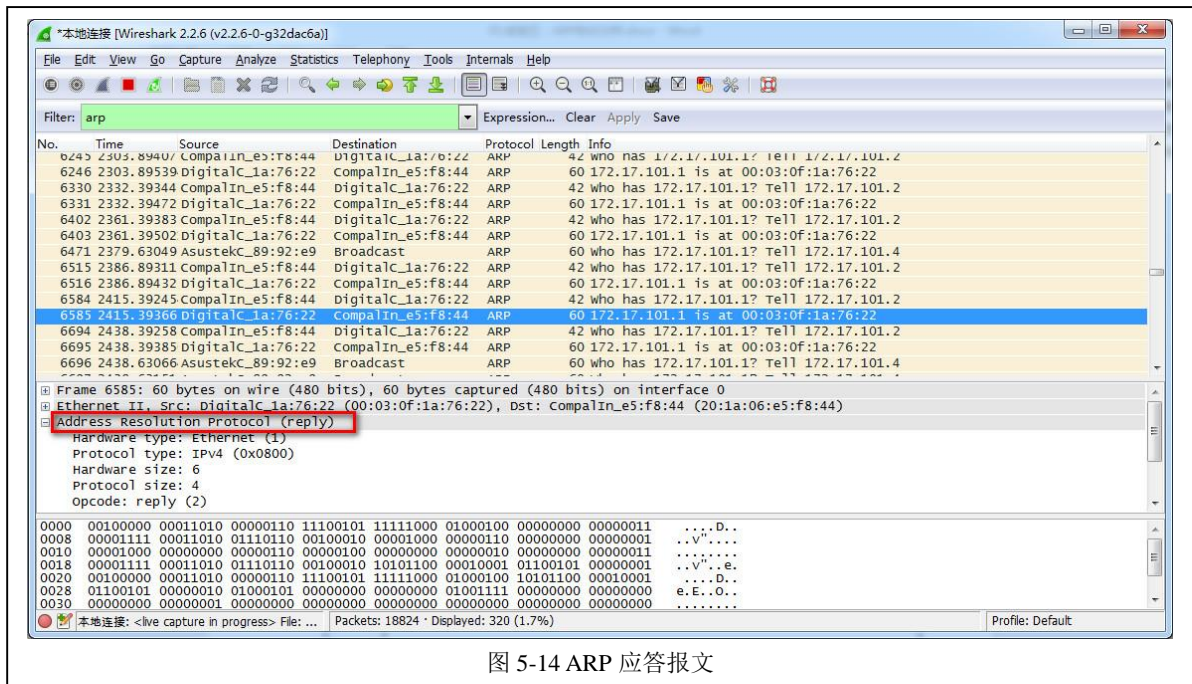 *本地连接 [Wireshark 2.2.6 (v2.2.6-0-g32dac6a)]
File Edit View Go Capture Analyze Statistics Telephony Tools Internals Help
Filter: arp Expression... Clear Apply Save
No. Time Source Destination Protocol Length Info
6245 2303.89407 CompalIn_e5:f8:44 DigitalC_1a:76:22 ARP 42 who has 172.17.101.1? Tell 172.17.101.2
6246 2303.89539 DigitalC_1a:76:22 CompalIn_e5:f8:44 ARP 60 172.17.101.1 is at 00:03:0f:1a:76:22
6330 2332.39344 CompalIn_e5:f8:44 DigitalC_1a:76:22 ARP 42 who has 172.17.101.1? Tell 172.17.101.2
6331 2332.39472 DigitalC_1a:76:22 CompalIn_e5:f8:44 ARP 60 172.17.101.1 is at 00:03:0f:1a:76:22
6402 2361.39383 CompalIn_e5:f8:44 DigitalC_1a:76:22 ARP 42 who has 172.17.101.1? Tell 172.17.101.2
6403 2361.39502 DigitalC_1a:76:22 CompalIn_e5:f8:44 ARP 60 172.17.101.1 is at 00:03:0f:1a:76:22
6471 2379.63049 AsustekC_89:92:e9 Broadcast ARP 60 who has 172.17.101.1? Tell 172.17.101.4
6515 2386.89311 CompalIn_e5:f8:44 DigitalC_1a:76:22 ARP 42 who has 172.17.101.1? Tell 172.17.101.2
6516 2386.89432 DigitalC_1a:76:22 CompalIn_e5:f8:44 ARP 60 172.17.101.1 is at 00:03:0f:1a:76:22
6584 2415.39245 CompalIn_e5:f8:44 DigitalC_1a:76:22 ARP 42 who has 172.17.101.1? Tell 172.17.101.2
6585 2415.39366 DigitalC_1a:76:22 CompalIn_e5:f8:44 ARP 60 172.17.101.1 is at 00:03:0f:1a:76:22
6694 2438.39258 CompalIn_e5:f8:44 DigitalC_1a:76:22 ARP 42 who has 172.17.101.1? Tell 172.17.101.2
6695 2438.39385 DigitalC_1a:76:22 CompalIn_e5:f8:44 ARP 60 172.17.101.1 is at 00:03:0f:1a:76:22
6696 2438.63066 AsustekC_89:92:e9 Broadcast ARP 60 who has 172.17.101.1? Tell 172.17.101.4
Frame 6585: 60 bytes on wire (480 bits), 60 bytes captured (480 bits) on interface 0
Ethernet II, Src: DigitalC_1a:76:22 (00:03:0f:1a:76:22), Dst: CompalIn_e5:f8:44 (20:1a:06:e5:f8:44)
Address Resolution Protocol (reply)
Hardware type: Ethernet (1)
Protocol type: IPv4 (0x0800)
Hardware size: 6
Protocol size: 4
Opcode: reply (2)
0000 00100000 00011010 00000110 11100101 11111000 01000100 00000000 00000011 ....D..
0008 00001111 00011010 01110110 00100010 00001000 00000110 00000000 00000001 ..v"....
0010 00001000 00000000 00000110 00000100 00000000 00000010 00000000 00000011 ........
0018 00001111 00011010 01110110 00100010 10101100 00010001 01100101 00000001 ..v"..e.
0020 00100000 00011010 00000110 11100101 11111000 01000100 10101100 00010001 ....D..
0028 01100101 00000010 01000101 00000000 00000000 01001111 00000000 00000000 e.E..O..
0030 00000000 00000001 00000000 00000000 00000000 00000000 00000000 00000000 ........
本地连接: <live capture in progress> File: ... Packets: 18824 · Displayed: 320 (1.7%) Profile: Default
图 5-14 ARP 应答报文